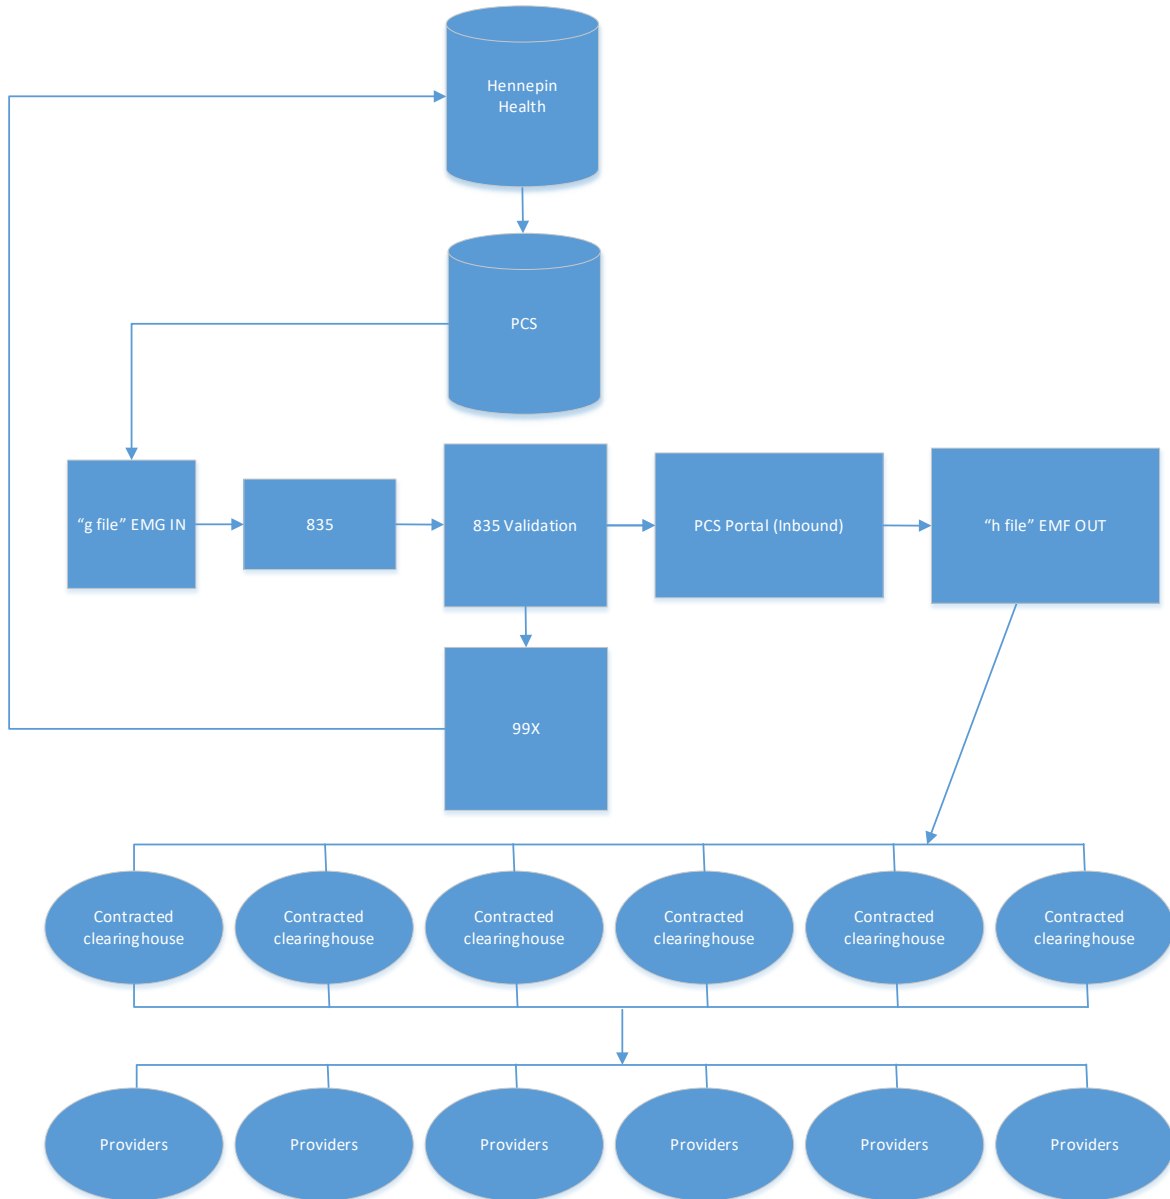 Hennepin
Health
PCS
“g file” EMG IN
835
835 Validation
PCS Portal (Inbound)
“h file” EMF OUT
99X
Contracted
clearinghouse
Contracted
clearinghouse
Contracted
clearinghouse
Contracted
clearinghouse
Contracted
clearinghouse
Contracted
clearinghouse
Providers
Providers
Providers
Providers
Providers
Providers